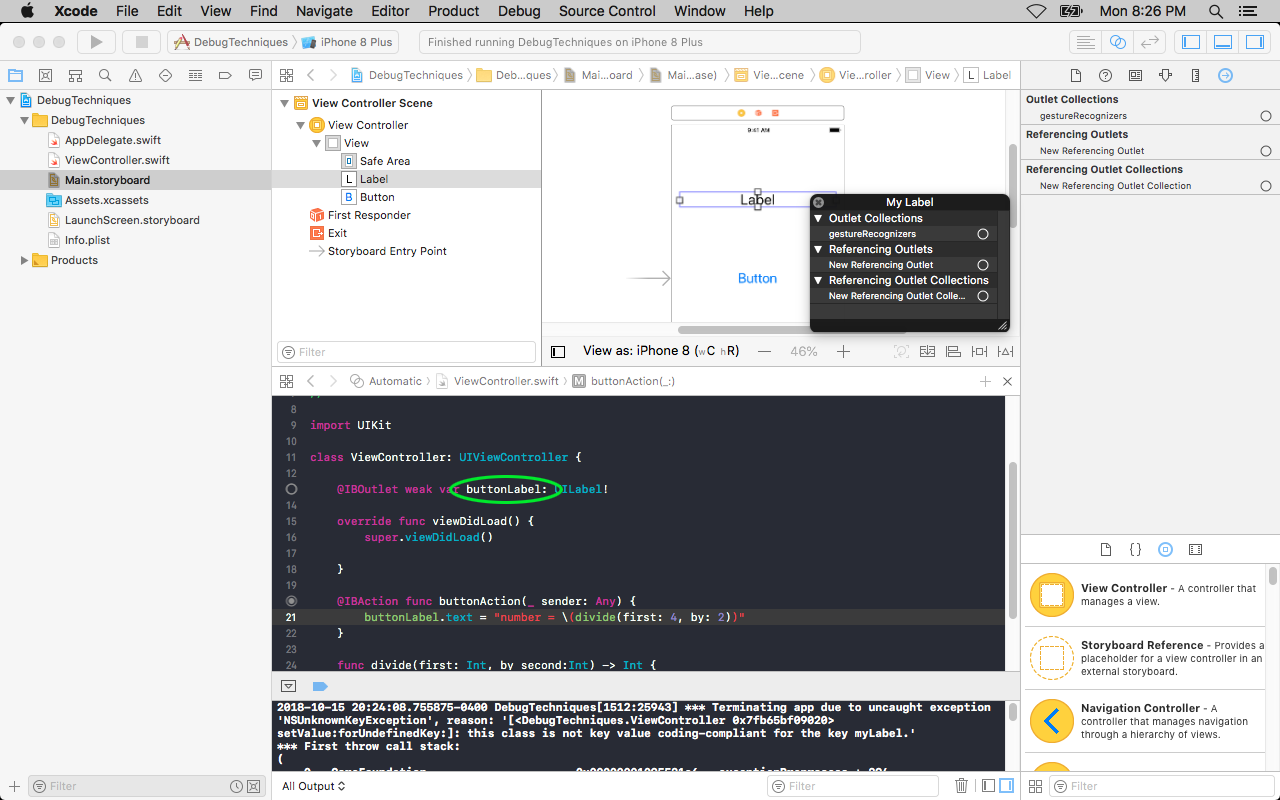 Xcode File Edit View Find Navigate Editor Product Debug Source Control Window Help Mon 8:26 PM
DebugTechniques iPhone 8 Plus Finished running DebugTechniques on iPhone 8 Plus
DebugTechniques
DebugTechniques
AppDelegate.swift
ViewController.swift
Main.storyboard
Assets.xcassets
LaunchScreen.storyboard
Info.plist
Products
Filter
DebugTechniques Deb...ques Mai...oard Mai...ase) Vie...cene Vie...roller View L Label
View Controller Scene
View Controller
View
Safe Area
L Label
B Button
First Responder
Exit
Storyboard Entry Point
Filter
9:41 AM
Label
Button
My Label
Outlet Collections
gestureRecognizers
Referencing Outlets
New Referencing Outlet
Referencing Outlet Collections
New Referencing Outlet Colle...
View as: iPhone 8 (wC hR) — 46% +
Automatic ViewController.swift M buttonAction(_:)
8
9 import UIKit
10
11 class ViewController: UIViewController {
12
@IBOutlet weak var buttonLabel: UILabel!
14
15 override func viewDidLoad() {
16 super.viewDidLoad()
17
18 }
19
@IBAction func buttonAction(_ sender: Any) {
21 buttonLabel.text = "number = \(divide(first: 4, by: 2))"
22 }
23
24 func divide(first: Int, by second:Int) -> Int {
2018-10-15 20:24:08.755875-0400 DebugTechniques[1512:25943] *** Terminating app due to uncaught exception
'NSUnknownKeyException', reason: '[<DebugTechniques.ViewController 0x7fb65bf09020>
setValue:forUndefinedKey:]: this class is not key value coding-compliant for the key myLabel.'
*** First throw call stack:
(
All Output Filter
Outlet Collections
gestureRecognizers
Referencing Outlets
New Referencing Outlet
Referencing Outlet Collections
New Referencing Outlet Collection
{}
View Controller - A controller that
manages a view.
Storyboard Reference - Provides a
placeholder for a view controller in an
external storyboard.
Navigation Controller - A
controller that manages navigation
through a hierarchy of views.
Filter